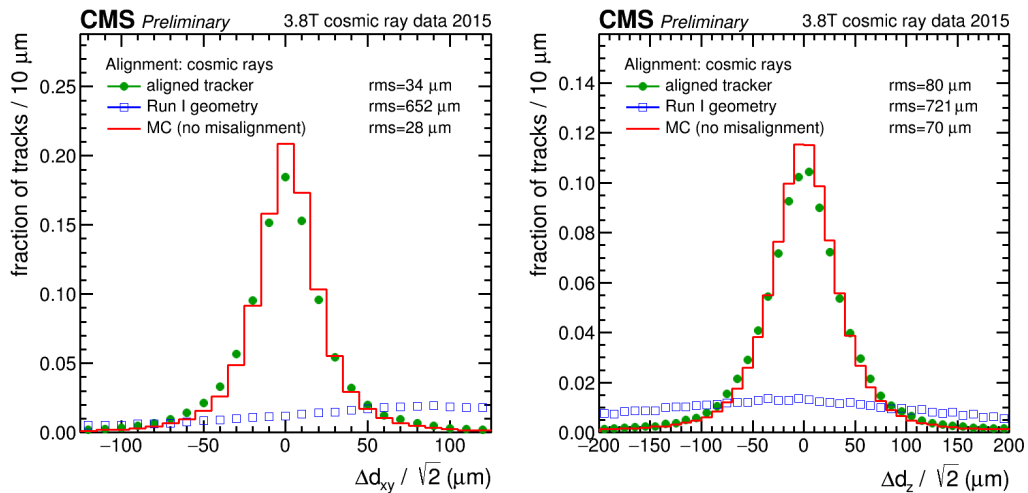 CMS Preliminary 3.8T cosmic ray data 2015
Alignment: cosmic rays
aligned tracker rms=34 μm
Run I geometry rms=652 μm
MC (no misalignment) rms=28 μm
fraction of tracks / 10 μm
0.25
0.20
0.15
0.10
0.05
0.00
−100 −50 0 50 100
Δd_xy / √2 (μm)
CMS Preliminary 3.8T cosmic ray data 2015
Alignment: cosmic rays
aligned tracker rms=80 μm
Run I geometry rms=721 μm
MC (no misalignment) rms=70 μm
fraction of tracks / 10 μm
0.14
0.12
0.10
0.08
0.06
0.04
0.02
0.00
−200 −150 −100 −50 0 50 100 150 200
Δd_z / √2 (μm)